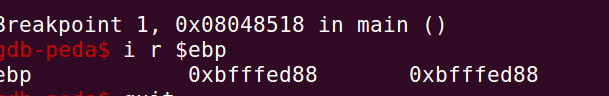 Breakpoint 1, 0x08048518 in main ()
gdb-peda$ i r $ebp
ebp 0xbfffed88 0xbfffed88